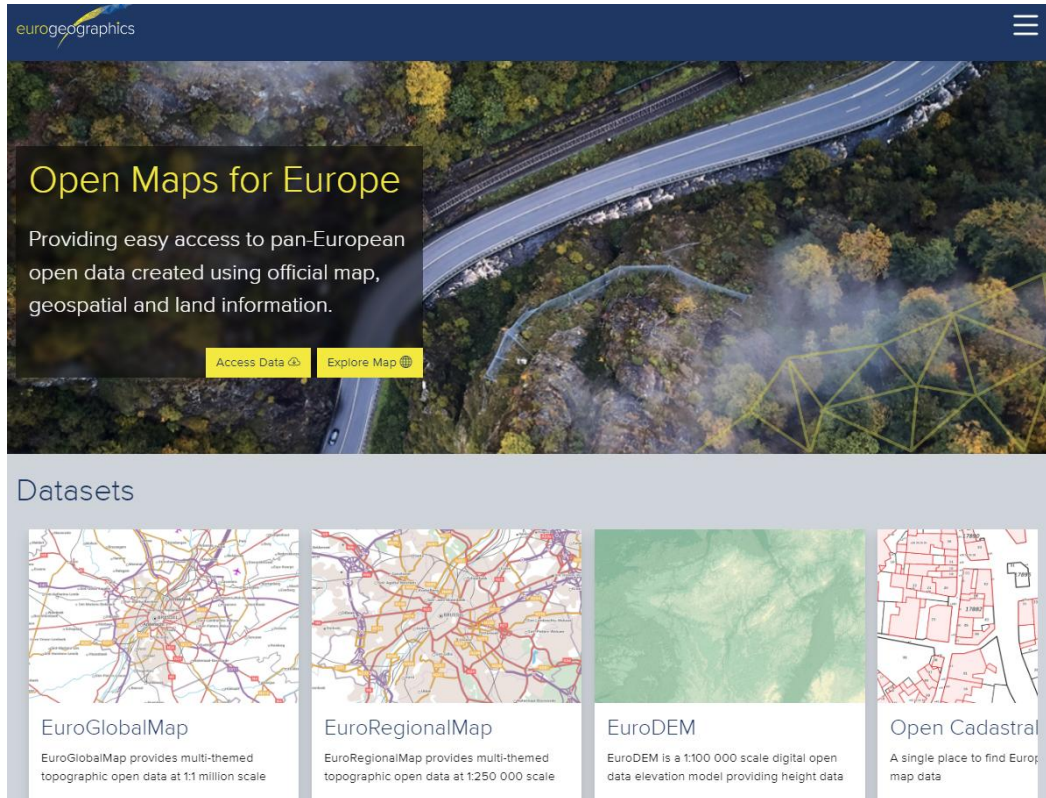 eurogeographics
Open Maps for Europe
Providing easy access to pan-European
open data created using official map,
geospatial and land information.
Access Data
Explore Map
Datasets
EuroGlobalMap
EuroGlobalMap provides multi-themed
topographic open data at 1:1 million scale
EuroRegionalMap
EuroRegionalMap provides multi-themed
topographic open data at 1:250 000 scale
EuroDEM
EuroDEM is a 1:100 000 scale digital open
data elevation model providing height data
17882
Open Cadastral
A single place to find Europ
map data